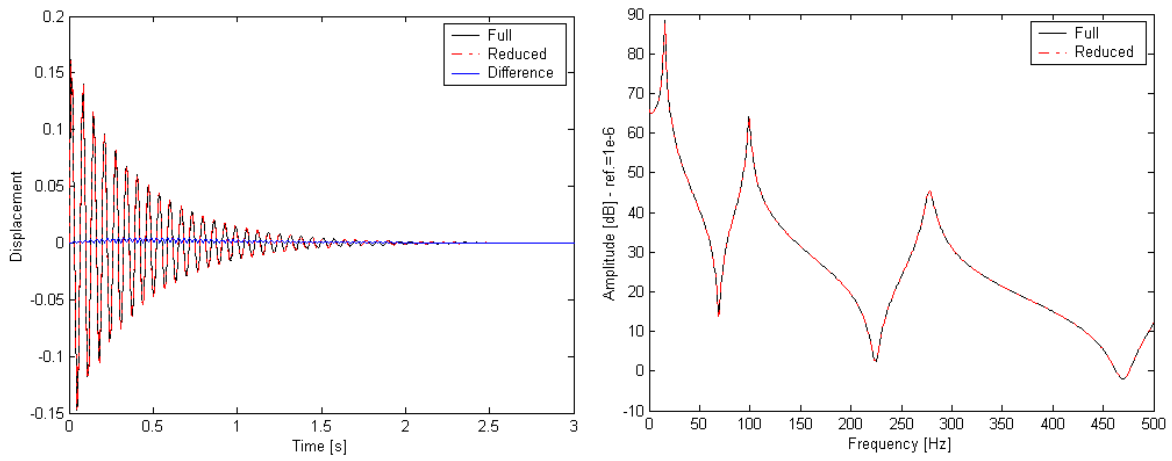 0.2
0.15
0.1
0.05
0
-0.05
-0.1
-0.15
Displacement
Full
Reduced
Difference
0 0.5 1 1.5 2 2.5 3
Time [s]
90
80
70
60
50
40
30
20
10
0
-10
Amplitude [dB] - ref.=1e-6
Full
Reduced
0 50 100 150 200 250 300 350 400 450 500
Frequency [Hz]